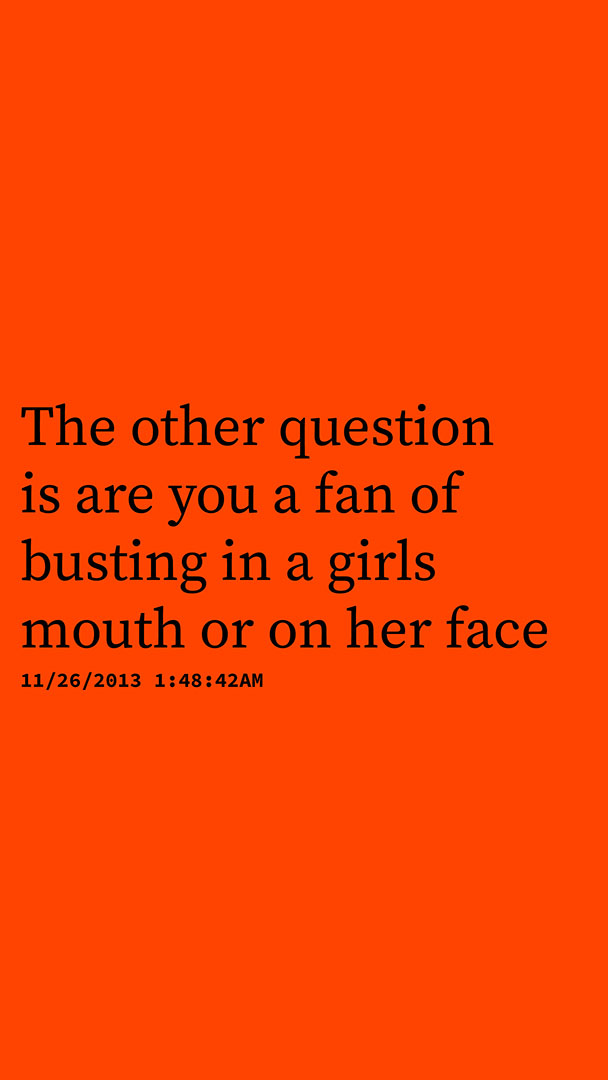 The other question
is are you a fan of
busting in a girls
mouth or on her face
11/26/2013 1:48:42AM